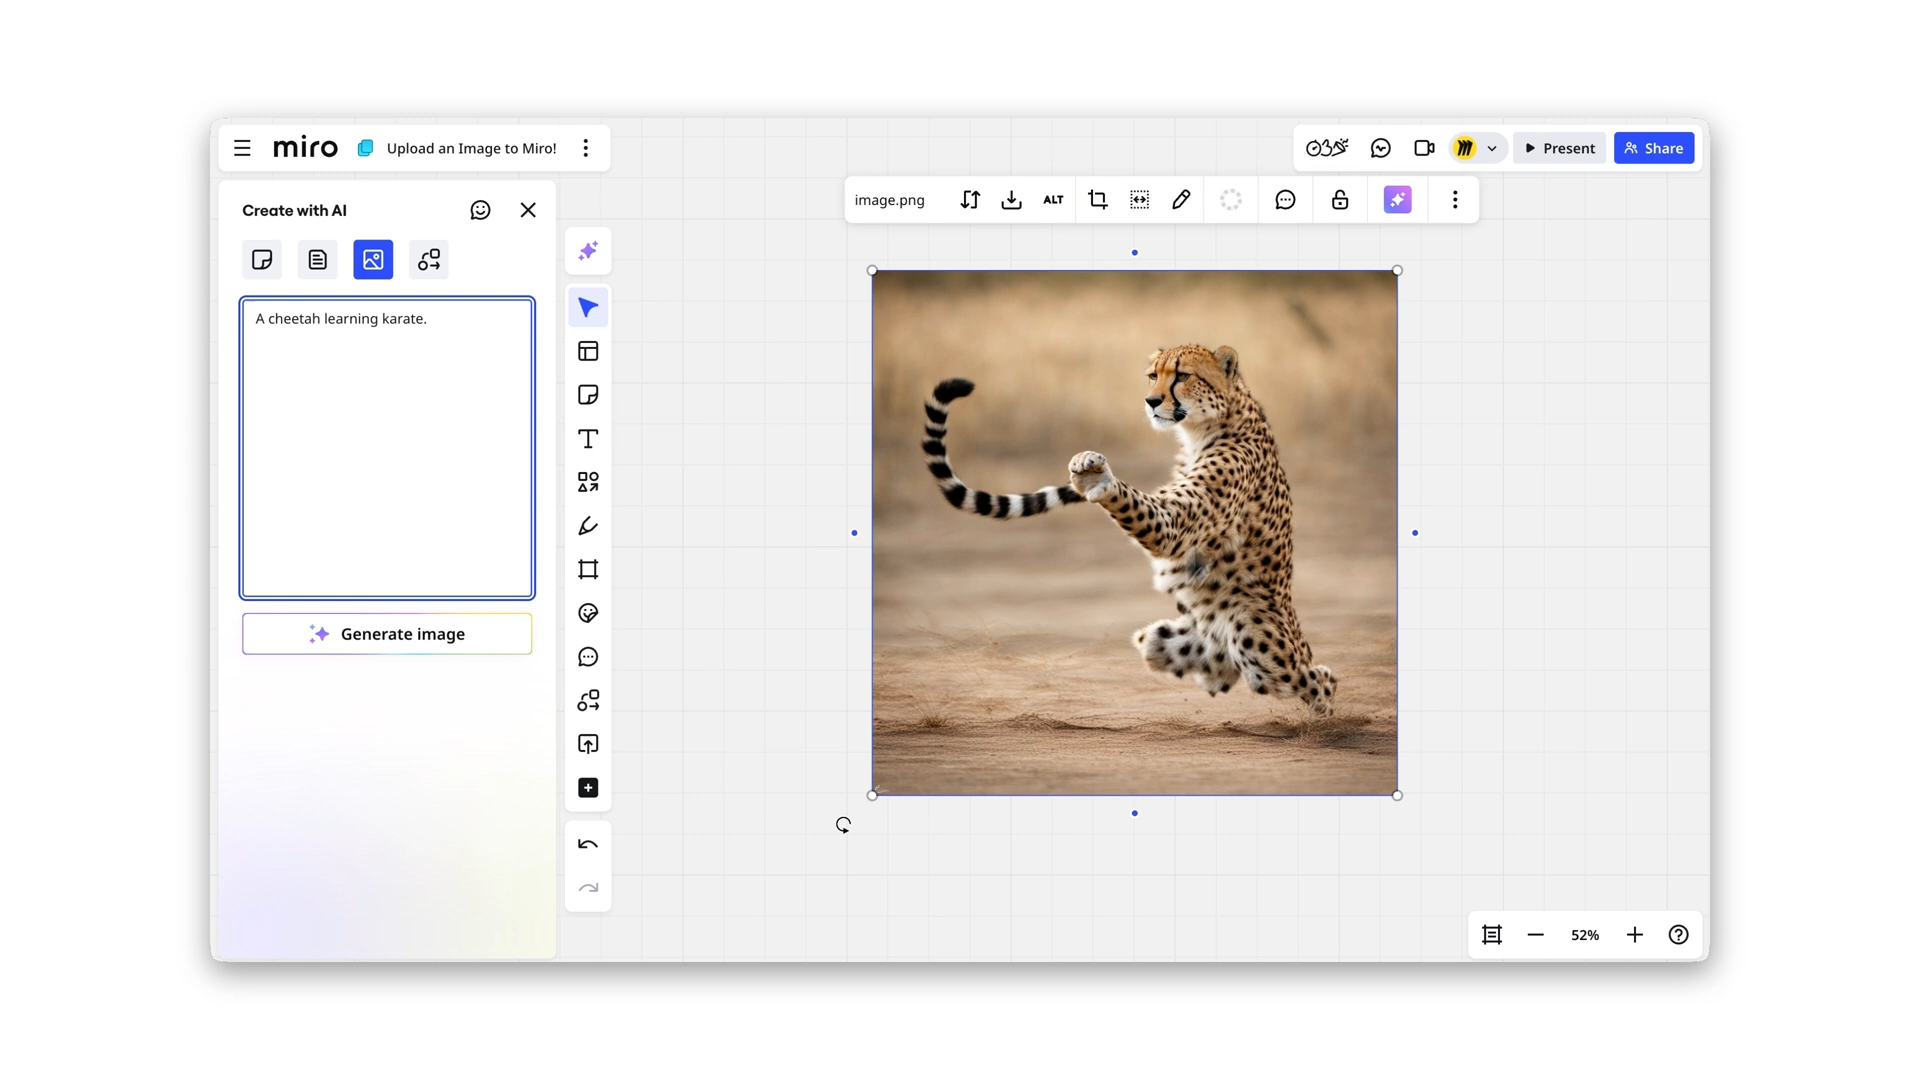 miro Upload an Image to Miro! Present Share
Create with AI
image.png ALT
A cheetah learning karate.
Generate image
52%